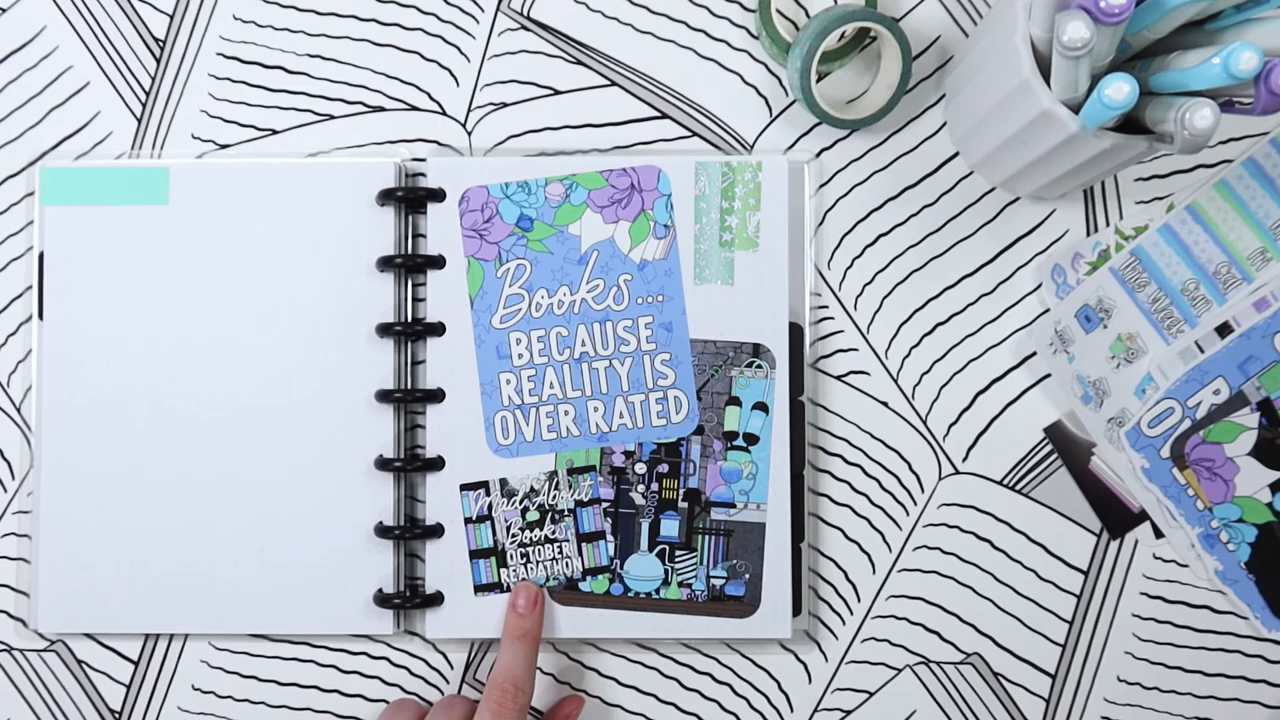 Books...
BECAUSE
REALITY IS
OVER RATED
Mad About
Books
OCTOBER
READATHON
This Week
Sun
Sat